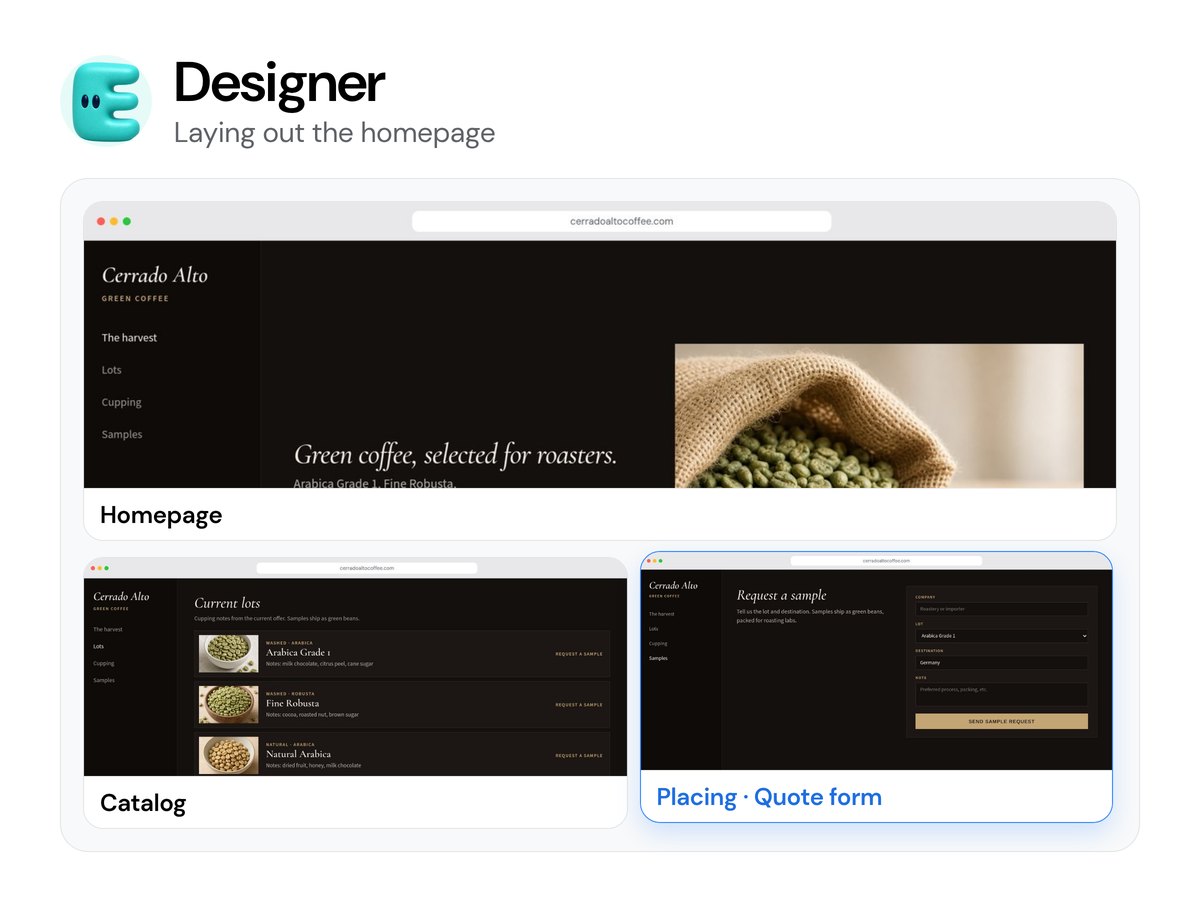 Designer
Laying out the homepage
cerradoaltocoffee.com
Cerrado Alto
GREEN COFFEE
The harvest
Lots
Cupping
Samples
Green coffee, selected for roasters.
Arabica Grade 1, Fine Robusta,
Homepage
cerradoaltocoffee.com
Cerrado Alto
GREEN COFFEE
The harvest
Lots
Cupping
Samples
Current lots
Cupping notes from the current offer. Samples ship as green beans.
WASHED · ARABICA
Arabica Grade 1
Notes: milk chocolate, citrus peel, cane sugar
REQUEST A SAMPLE
WASHED · ROBUSTA
Fine Robusta
Notes: cocoa, roasted nut, brown sugar
REQUEST A SAMPLE
NATURAL · ARABICA
Natural Arabica
Notes: dried fruit, honey, milk chocolate
REQUEST A SAMPLE
Catalog
cerradoaltocoffee.com
Cerrado Alto
GREEN COFFEE
The harvest
Lots
Cupping
Samples
Request a sample
Tell us the lot and destination. Samples ship as green beans,
packed for roasting labs.
COMPANY
Roastery or importer
LOT
Arabica Grade 1
DESTINATION
Germany
NOTE
Preferred process, packing, etc.
SEND SAMPLE REQUEST
Placing · Quote form